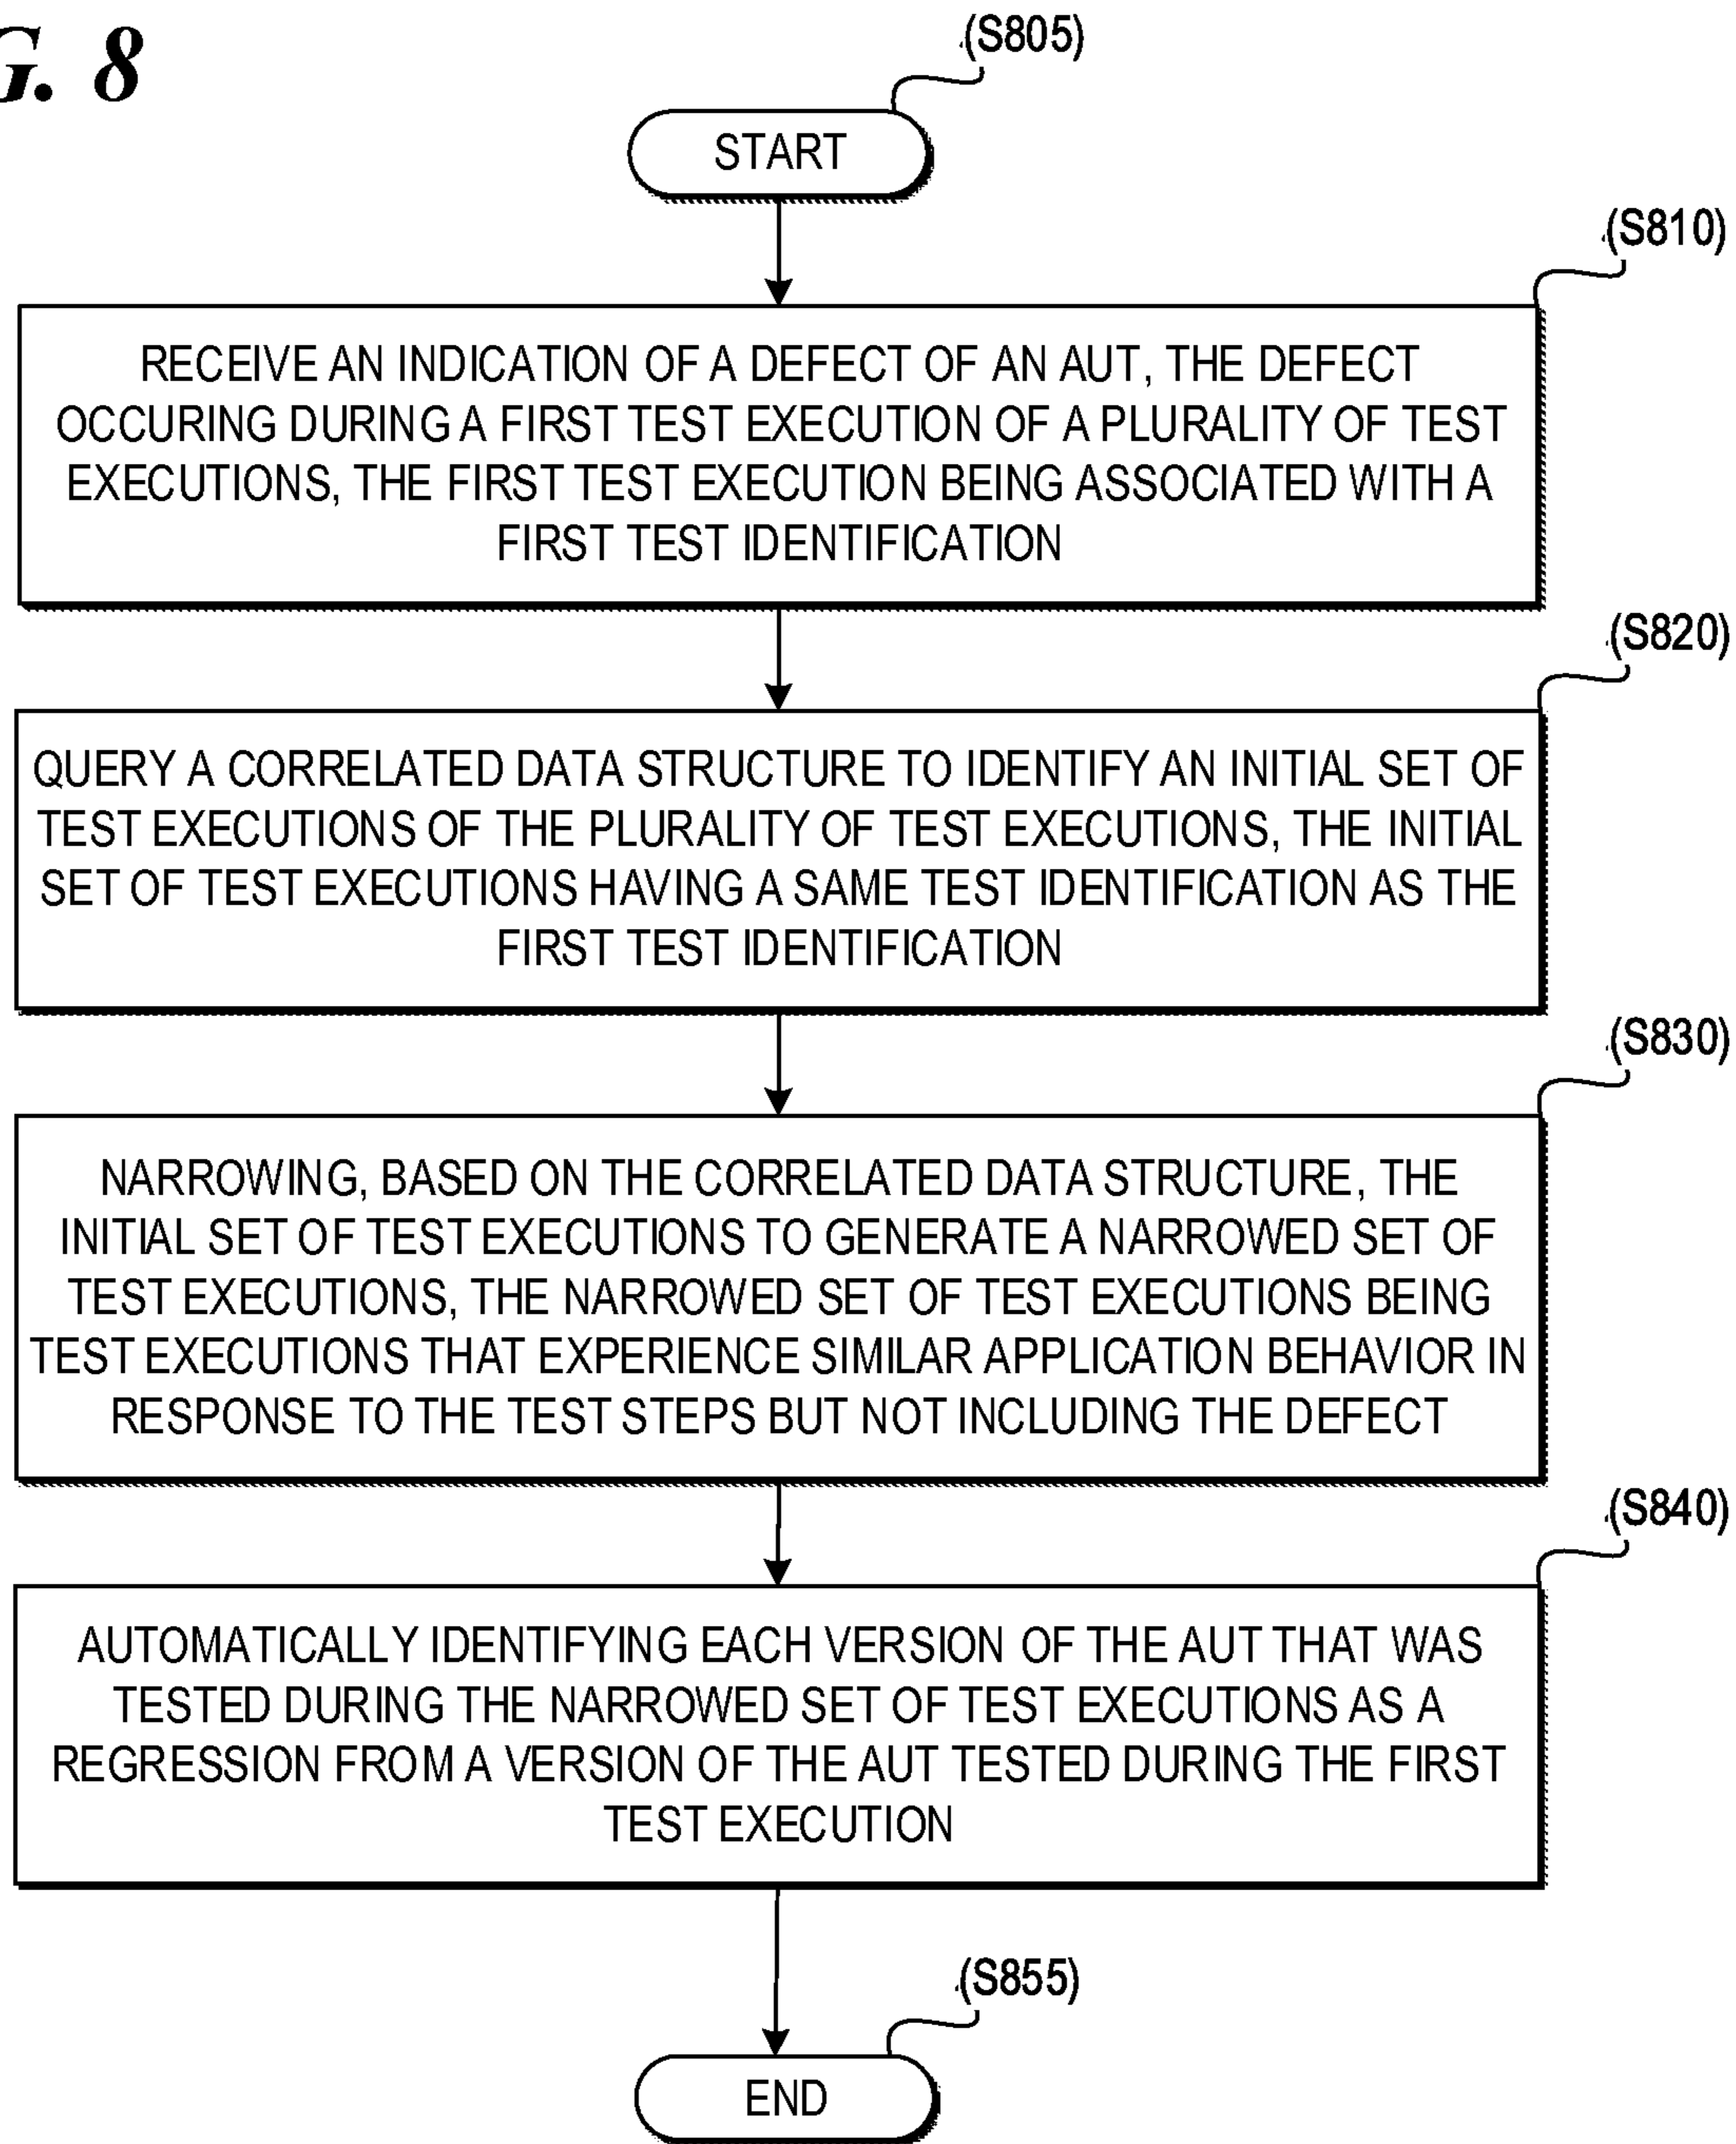 G. 8
(S805)
START
(S810)
RECEIVE AN INDICATION OF A DEFECT OF AN AUT, THE DEFECT
OCCURING DURING A FIRST TEST EXECUTION OF A PLURALITY OF TEST
EXECUTIONS, THE FIRST TEST EXECUTION BEING ASSOCIATED WITH A
FIRST TEST IDENTIFICATION
(S820)
QUERY A CORRELATED DATA STRUCTURE TO IDENTIFY AN INITIAL SET OF
TEST EXECUTIONS OF THE PLURALITY OF TEST EXECUTIONS, THE INITIAL
SET OF TEST EXECUTIONS HAVING A SAME TEST IDENTIFICATION AS THE
FIRST TEST IDENTIFICATION
(S830)
NARROWING, BASED ON THE CORRELATED DATA STRUCTURE, THE
INITIAL SET OF TEST EXECUTIONS TO GENERATE A NARROWED SET OF
TEST EXECUTIONS, THE NARROWED SET OF TEST EXECUTIONS BEING
TEST EXECUTIONS THAT EXPERIENCE SIMILAR APPLICATION BEHAVIOR IN
RESPONSE TO THE TEST STEPS BUT NOT INCLUDING THE DEFECT
(S840)
AUTOMATICALLY IDENTIFYING EACH VERSION OF THE AUT THAT WAS
TESTED DURING THE NARROWED SET OF TEST EXECUTIONS AS A
REGRESSION FROM A VERSION OF THE AUT TESTED DURING THE FIRST
TEST EXECUTION
(S855)
END